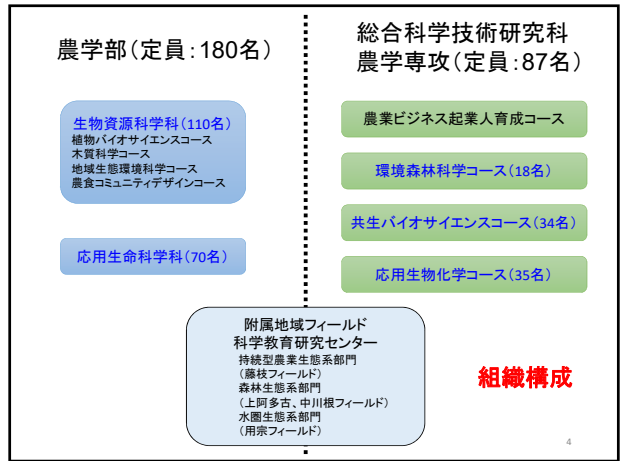 農学部（定員：180名）
生物資源科学科（110名）
植物バイオサイエンスコース
木質科学コース
地域生態環境科学コース
農食コミュニティデザインコース
応用生命科学科（70名）
総合科学技術研究科
農学専攻（定員：87名）
農業ビジネス起業人育成コース
環境森林科学コース（18名）
共生バイオサイエンスコース（34名）
応用生物化学コース（35名）
附属地域フィールド
科学教育研究センター
持続型農業生態系部門
（藤枝フィールド）
森林生態系部門
（上阿多古、中川根フィールド）
水圏生態系部門
（用宗フィールド）
組織構成
4